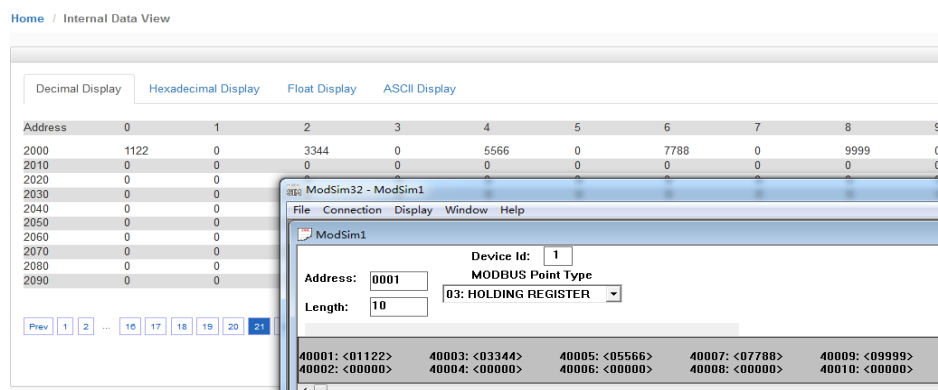 Home / Internal Data View
Decimal Display Hexadecimal Display Float Display ASCII Display
Address 0 1 2 3 4 5 6 7 8 9
2000 1122 0 3344 0 5566 0 7788 0 9999 0
2010 0 0 0 0 0 0 0 0 0 0
2020 0 0
2030 0 0
2040 0 0
2050 0 0
2060 0 0
2070 0 0
2080 0 0
2090 0 0
Prev 1 2 ... 16 17 18 19 20 21
ModSim32 - ModSim1
File Connection Display Window Help
ModSim1
Device Id: 1
Address: 0001 MODBUS Point Type
03: HOLDING REGISTER
Length: 10
40001: <01122> 40003: <03344> 40005: <05566> 40007: <07788> 40009: <09999>
40002: <00000> 40004: <00000> 40006: <00000> 40008: <00000> 40010: <00000>